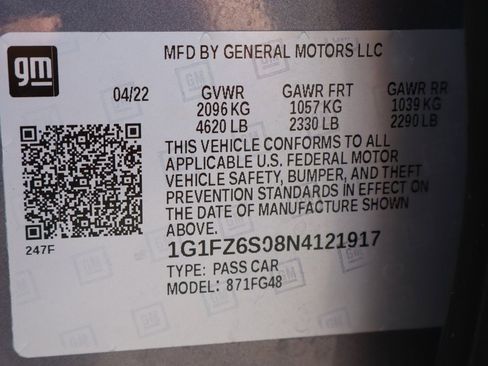 gm
MFD BY GENERAL MOTORS LLC
04/22 GVWR GAWR FRT GAWR RR
2096 KG 1057 KG 1039 KG
4620 LB 2330 LB 2290 LB
THIS VEHICLE CONFORMS TO ALL
APPLICABLE U.S. FEDERAL MOTOR
VEHICLE SAFETY, BUMPER, AND THEFT
PREVENTION STANDARDS IN EFFECT ON
THE DATE OF MANUFACTURE SHOWN
ABOVE.
247F
1G1FZ6S08N4121917
TYPE: PASS CAR
MODEL: 871FG48